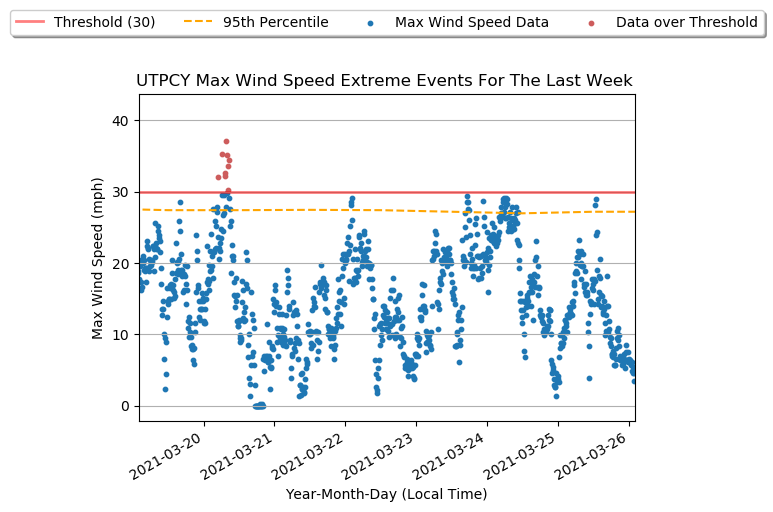 Threshold (30) 95th Percentile Max Wind Speed Data Data over Threshold
UTPCY Max Wind Speed Extreme Events For The Last Week
Max Wind Speed (mph)
40
30
20
10
0
2021-03-20 2021-03-21 2021-03-22 2021-03-23 2021-03-24 2021-03-25 2021-03-26
Year-Month-Day (Local Time)